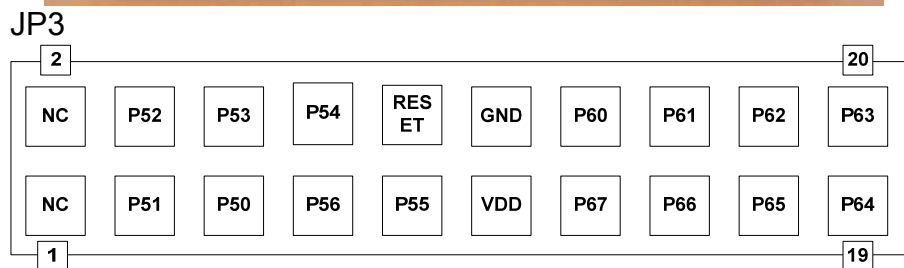 JP3
2 20
NC P52 P53 P54 RES ET GND P60 P61 P62 P63
NC P51 P50 P56 P55 VDD P67 P66 P65 P64
1 19